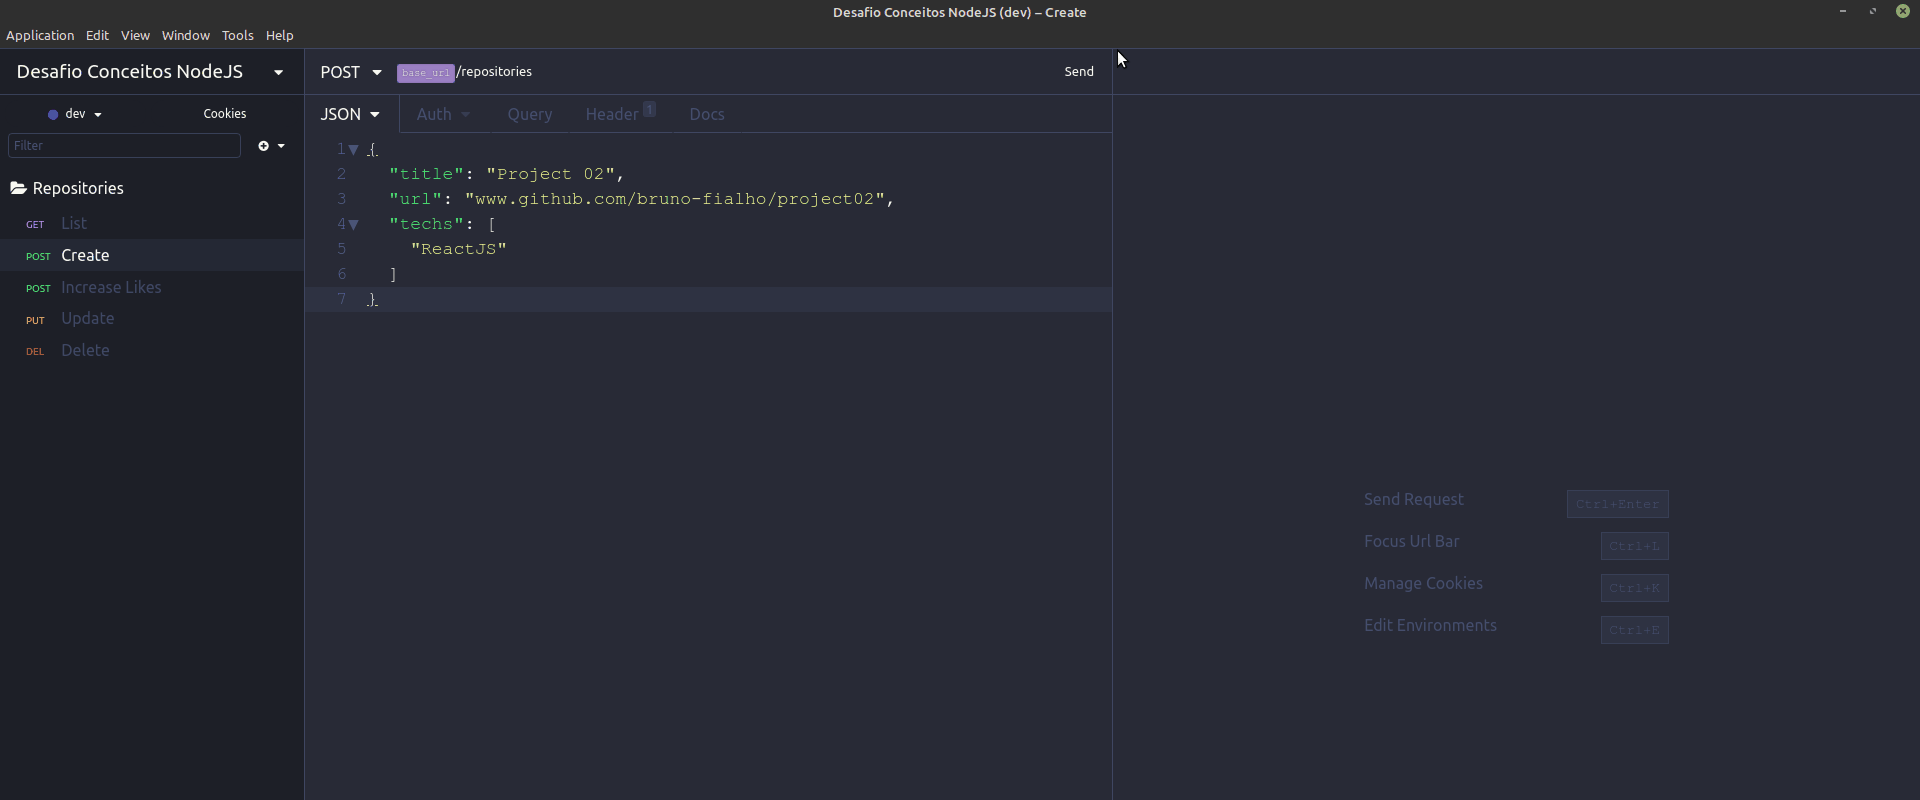 Desafio Conceitos NodeJS (dev) – Create
Application Edit View Window Tools Help
Desafio Conceitos NodeJS
POST base_url/repositories Send
dev Cookies
JSON Auth Query Header 1 Docs
Filter
Repositories
GET List
POST Create
POST Increase Likes
PUT Update
DEL Delete
1 {
2 "title": "Project 02",
3 "url": "www.github.com/bruno-fialho/project02",
4 "techs": [
5 "ReactJS"
6 ]
7 }
Send Request Ctrl+Enter
Focus Url Bar Ctrl+L
Manage Cookies Ctrl+K
Edit Environments Ctrl+E